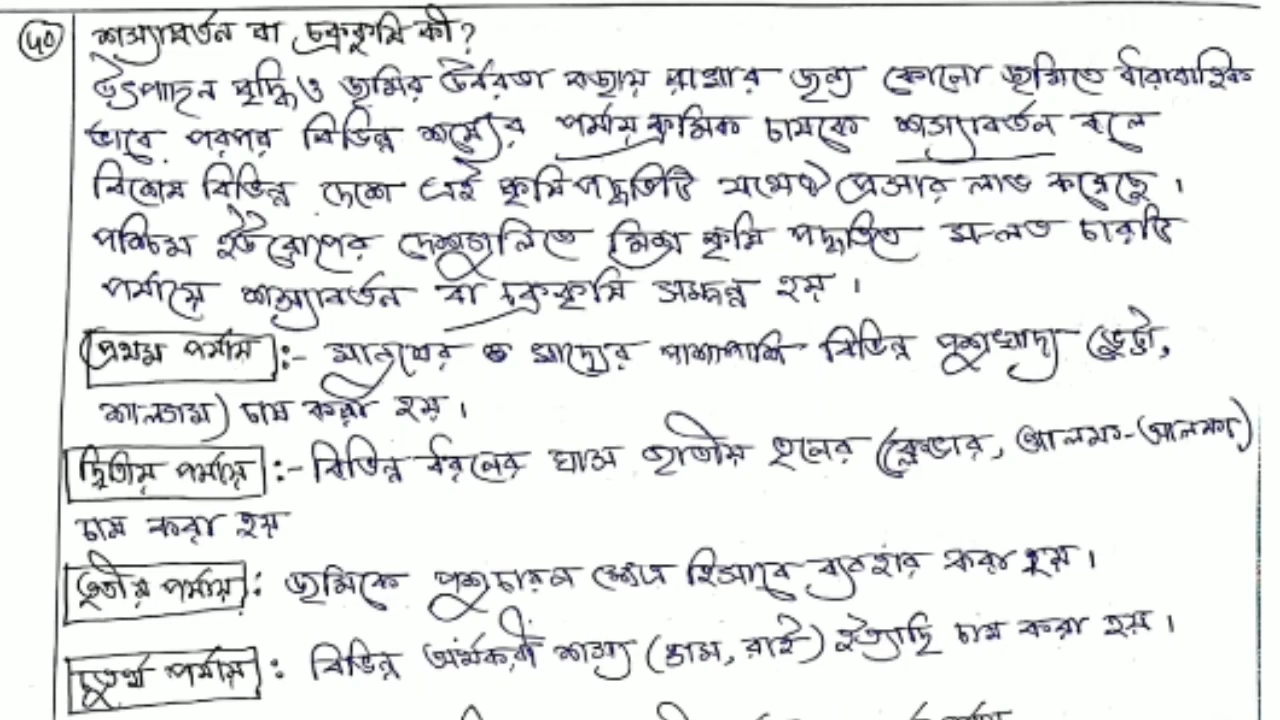 ৫০ শস্যাবর্তন বা চক্রকৃষি কী?
উৎপাদন বৃদ্ধি ও জমির উর্বরতা বজায় রাখার জন্য কোনো জমিতে ধারাবাহিক
ভাবে পরপর বিভিন্ন শস্যের পর্যায়ক্রমিক চাষকে শস্যাবর্তন বলে
বিশেষ বিভিন্ন দেশে এই কৃষিপদ্ধতিটি যথেষ্ট প্রসার লাভ করেছে।
পশ্চিম ইউরোপের দেশগুলিতে মিশ্র কৃষি পদ্ধতিতে মূলত চারটি
পর্যায়ে শস্যাবর্তন বা চক্রকৃষি সম্পন্ন হয়।
প্রথম পর্যায় :- মানুষের খাদ্যের পাশাপাশি বিভিন্ন পশুখাদ্য (ভুট্টা,
শালগম) চাষ করা হয়।
দ্বিতীয় পর্যায়ে :- বিভিন্ন ধরনের ঘাস জাতীয় (ক্লোভার, আলফা-আলফা)
চাষ করা হয়
তৃতীয় পর্যায় : জমিকে পশুচারণ ক্ষেত্র হিসাবে ব্যবহার করা হয়।
চতুর্থ পর্যায় : বিভিন্ন অর্থকরী শস্য (গম, রাই) ইত্যাদি চাষ করা হয়।